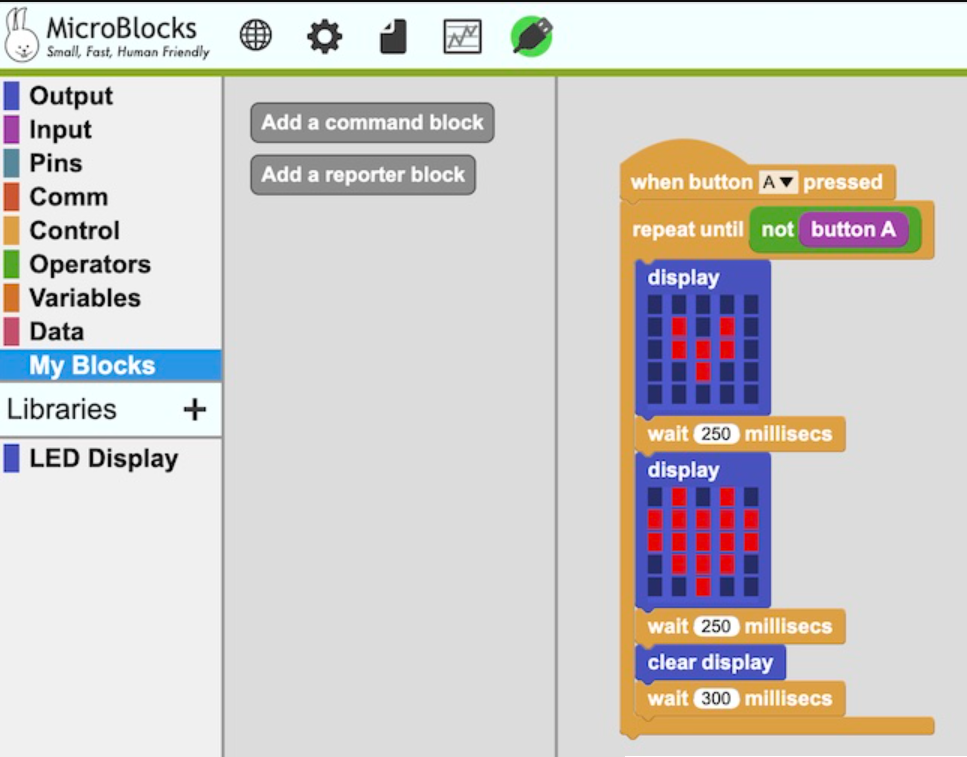 MicroBlocks
Small, Fast, Human Friendly
Output
Input
Pins
Comm
Control
Operators
Variables
Data
My Blocks
Libraries +
LED Display
Add a command block
Add a reporter block
when button A▼ pressed
repeat until not button A
display
wait 250 millisecs
display
wait 250 millisecs
clear display
wait 300 millisecs